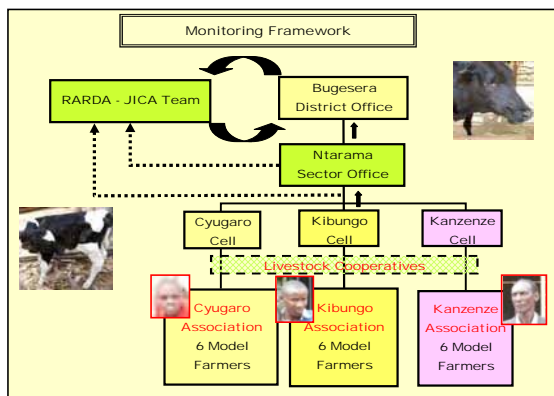 Monitoring Framework
RARDA - JICA Team
Bugesera
District Office
Ntarama
Sector Office
Cyugaro
Cell
Kibungo
Cell
Kanzenze
Cell
Livestock Cooperatives
Cyugaro
Association
6 Model
Farmers
Kibungo
Association
6 Model
Farmers
Kanzenze
Association
6 Model
Farmers